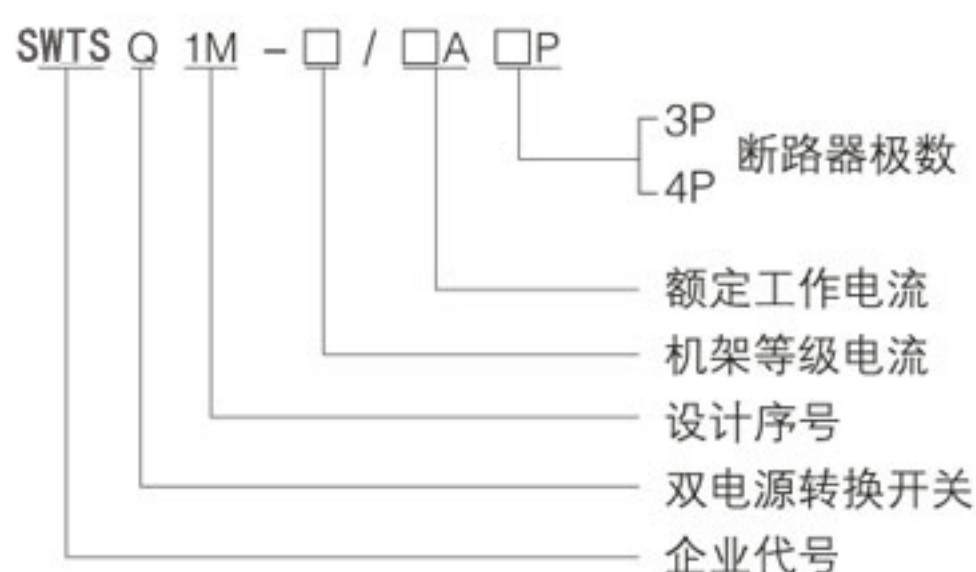 SWTS Q 1M - □ / □A □P
3P
断路器极数
4P
额定工作电流
机架等级电流
设计序号
双电源转换开关
企业代号